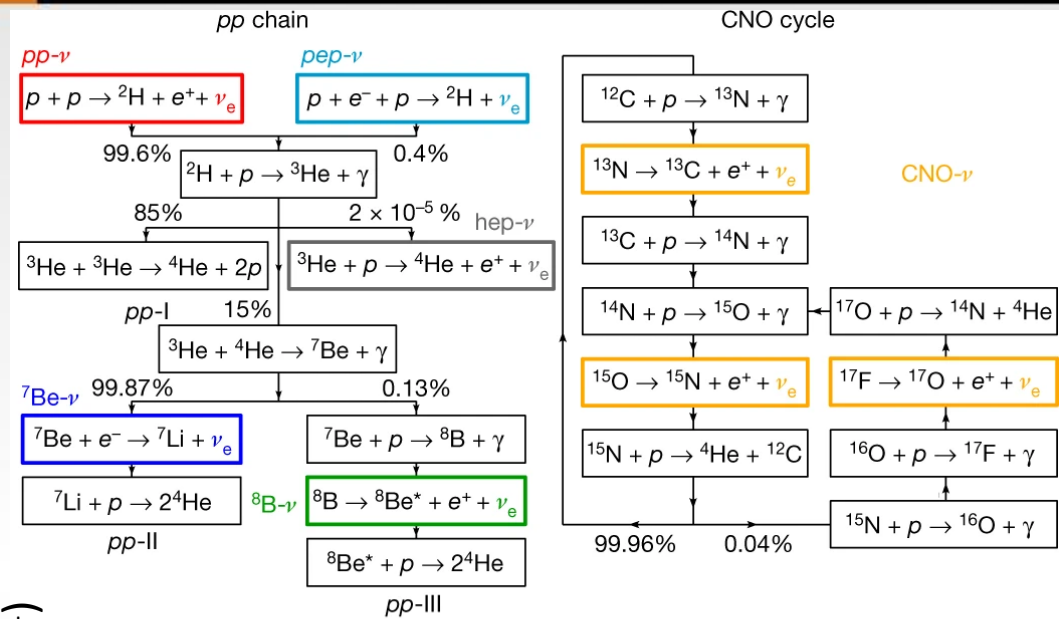 pp chain
pp-ν
pep-ν
p + p → ²H + e⁺+ νₑ
p + e⁻ + p → ²H + νₑ
99.6%
0.4%
²H + p → ³He + γ
85%
2 × 10⁻⁵ %
hep-ν
³He + ³He → ⁴He + 2p
³He + p → ⁴He + e⁺ + νₑ
pp-I
15%
³He + ⁴He → ⁷Be + γ
⁷Be-ν
99.87%
0.13%
⁷Be + e⁻ → ⁷Li + νₑ
⁷Be + p → ⁸B + γ
⁷Li + p → 2⁴He
⁸B-ν
⁸B → ⁸Be* + e⁺ + νₑ
pp-II
⁸Be* + p → 2⁴He
pp-III
CNO cycle
¹²C + p → ¹³N + γ
¹³N → ¹³C + e⁺ + νₑ
CNO-ν
¹³C + p → ¹⁴N + γ
¹⁴N + p → ¹⁵O + γ
¹⁷O + p → ¹⁴N + ⁴He
¹⁵O → ¹⁵N + e⁺ + νₑ
¹⁷F → ¹⁷O + e⁺ + νₑ
¹⁵N + p → ⁴He + ¹²C
¹⁶O + p → ¹⁷F + γ
¹⁵N + p → ¹⁶O + γ
99.96%
0.04%